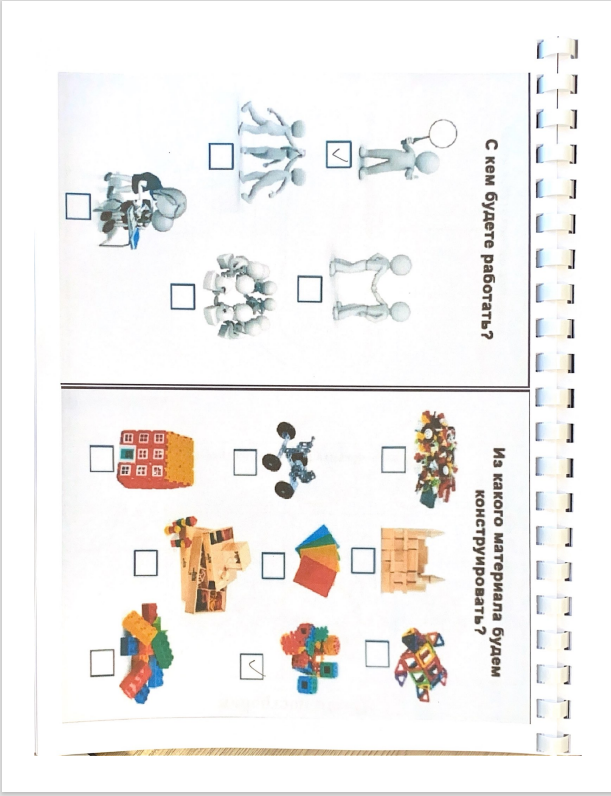 С кем будете работать?
Из какого материала будем
конструировать?